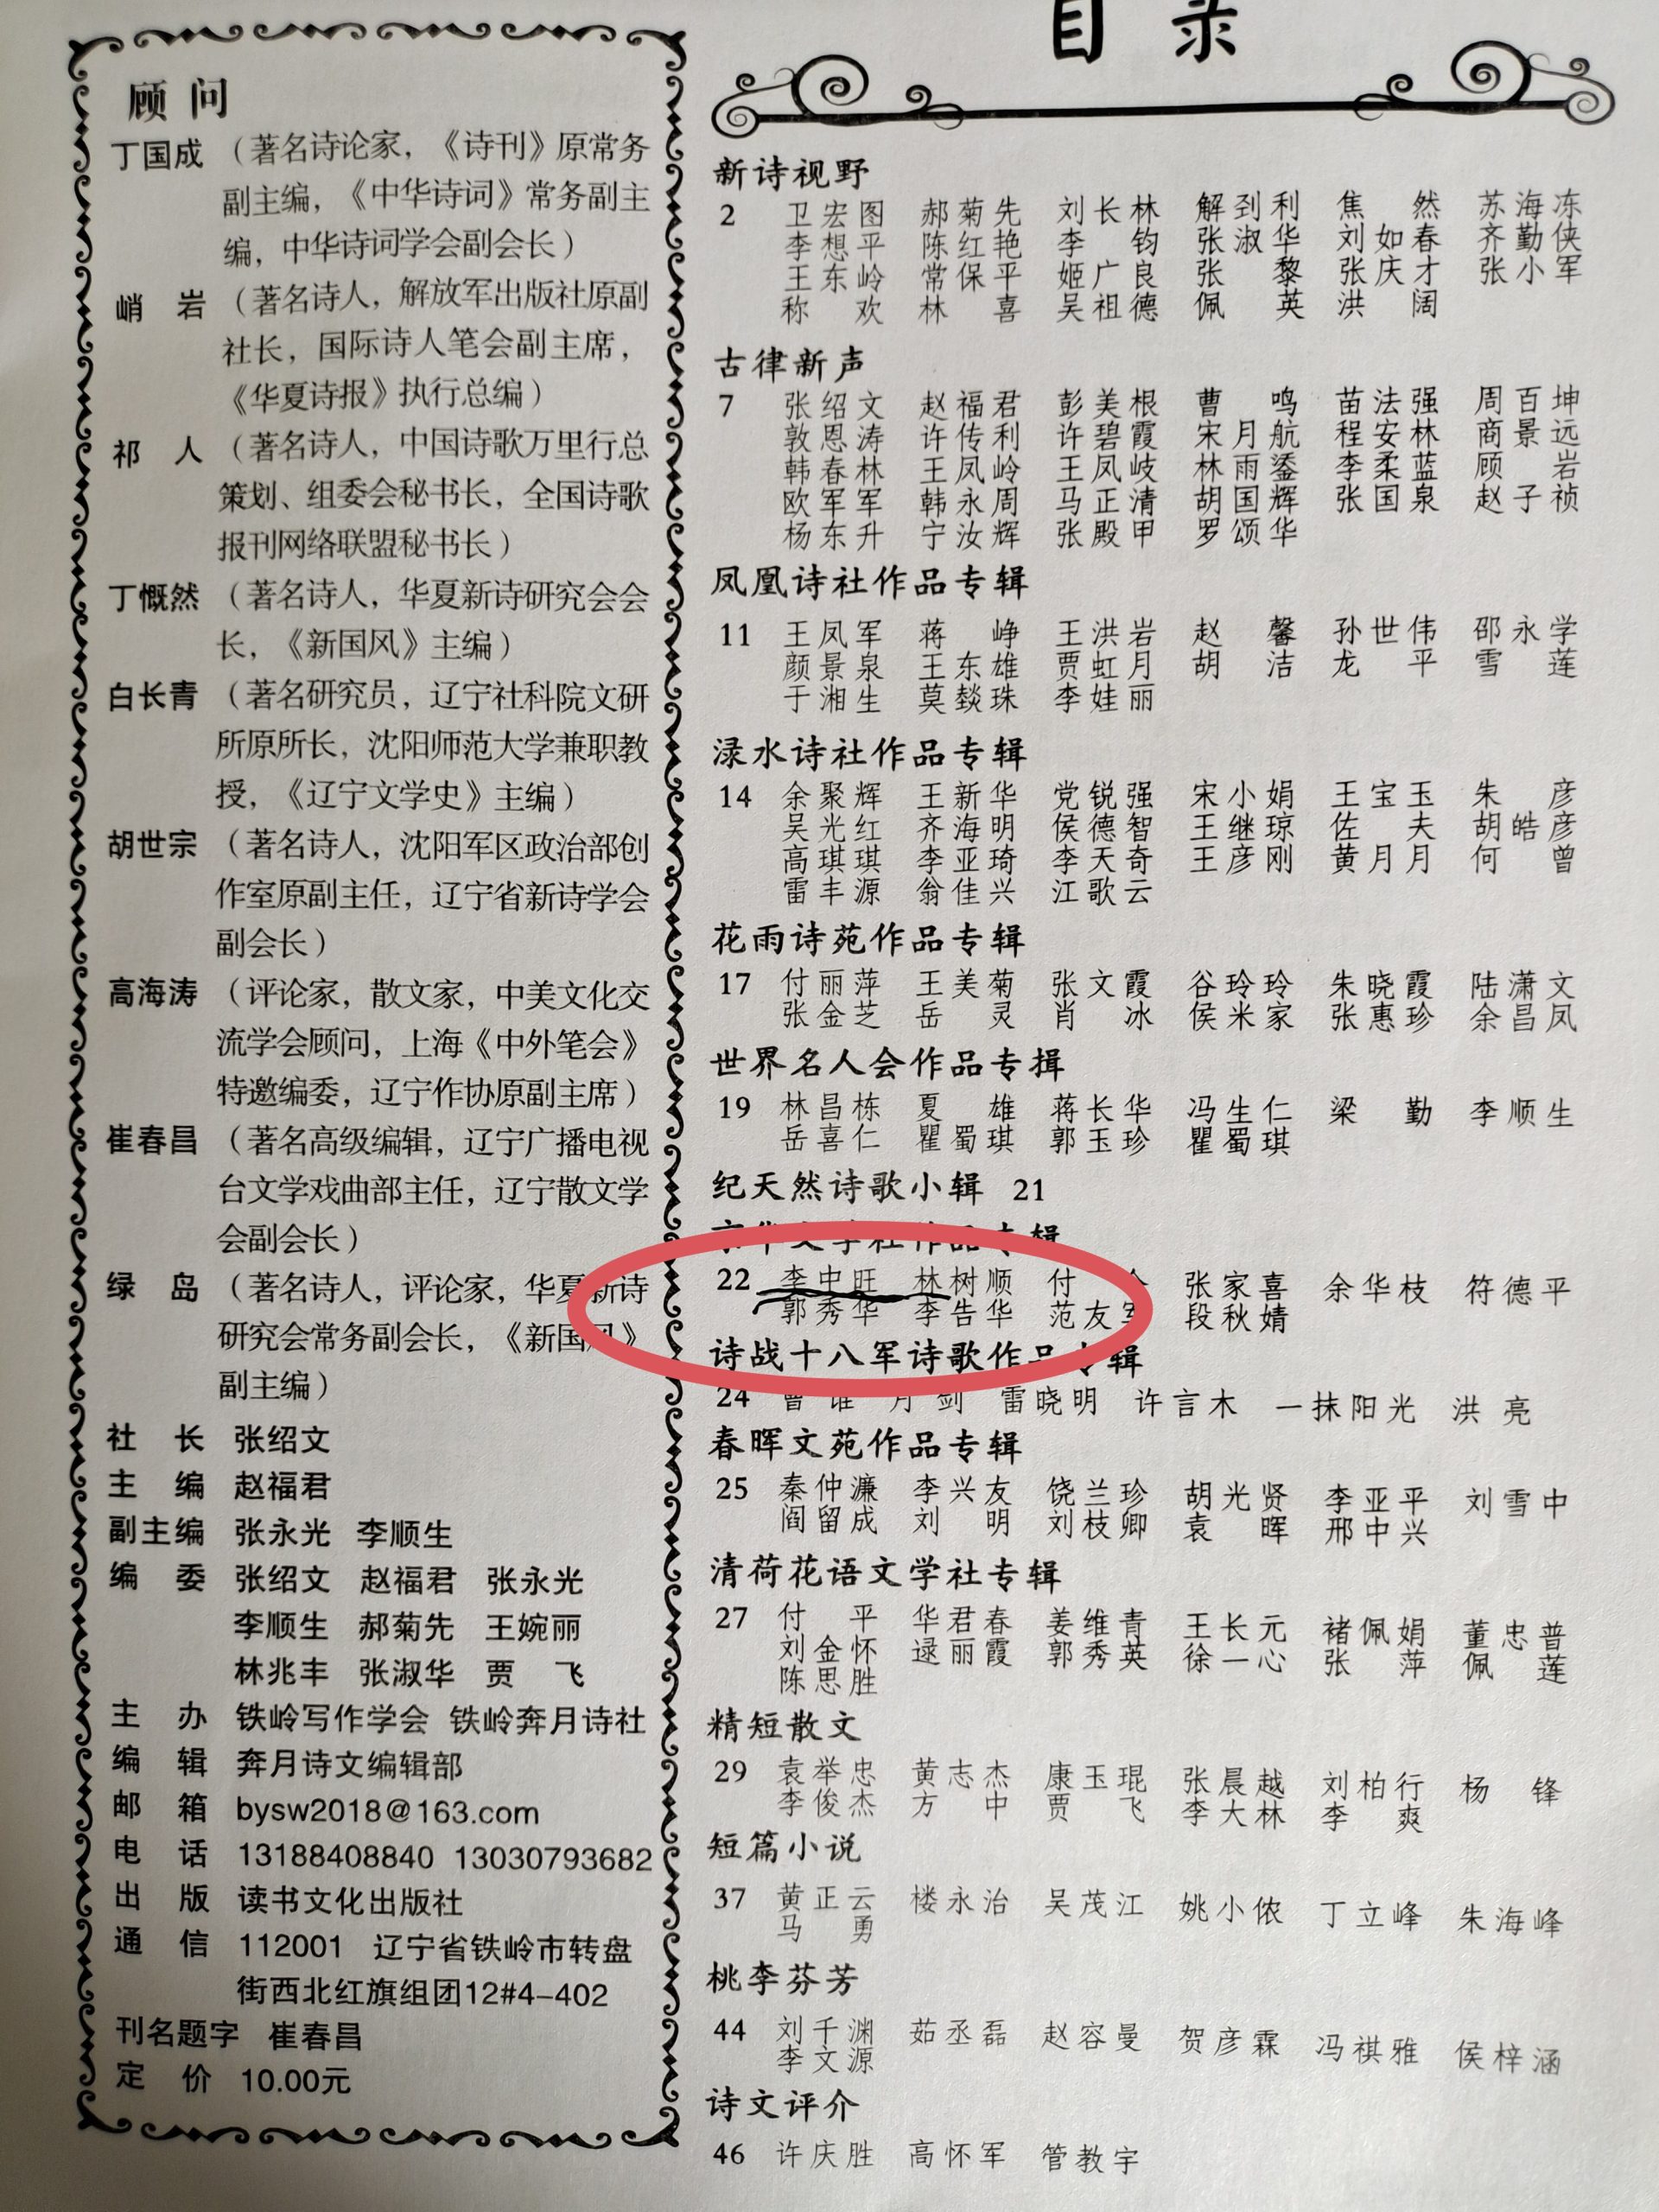 顾问
丁国成 （著名诗论家，《诗刊》原常务
副主编，《中华诗词》常务副主
编，中华诗词学会副会长）
峭 岩 （著名诗人，解放军出版社原副
社长，国际诗人笔会副主席，
《华夏诗报》执行总编）
祁 人 （著名诗人，中国诗歌万里行总
策划、组委会秘书长，全国诗歌
报刊网络联盟秘书长）
丁慨然 （著名诗人，华夏新诗研究会会
长，《新国风》主编）
白长青 （著名研究员，辽宁社科院文研
所原所长，沈阳师范大学兼职教
授，《辽宁文学史》主编）
胡世宗 （著名诗人，沈阳军区政治部创
作室原副主任，辽宁省新诗学会
副会长）
高海涛 （评论家，散文家，中美文化交
流学会顾问，上海《中外笔会》
特邀编委，辽宁作协原副主席）
崔春昌 （著名高级编辑，辽宁广播电视
台文学戏曲部主任，辽宁散文学
会副会长）
绿 岛 （著名诗人，评论家，华夏新诗
研究会常务副会长，《新国风》
副主编）
社 长 张绍文
主 编 赵福君
副主编 张永光 李顺生
编 委 张绍文 赵福君 张永光
李顺生 郝菊先 王婉丽
林兆丰 张淑华 贾 飞
主 办 铁岭写作学会 铁岭奔月诗社
编 辑 奔月诗文编辑部
邮 箱 bysw2018@163.com
电 话 13188408840 13030793682
出 版 读书文化出版社
通 信 112001 辽宁省铁岭市转盘
街西北红旗组团12#4-402
刊名题字 崔春昌
定 价 10.00元
目录
新诗视野
2 卫宏图 郝菊先 刘长林 解到利 焦 然 苏海冻
李想平 陈红艳 李 钧 张淑华 刘如春 齐勤侠
王东岭 常保平 姬广良 张 黎 张庆才 张小军
称 欢 林 喜 吴祖德 佩 英 洪 阔
古律新声
7 张绍文 赵福君 彭美根 曹 鸣 苗法强 周百坤
敦恩涛 许传利 许碧霞 宋月航 程安林 商景远
韩春林 王凤岭 王凤岐 林雨鋈 李柔蓝 顾 岩
欧军军 韩永周 马正清 胡国辉 张国泉 赵子祯
杨东升 宁汝辉 张殿甲 罗颂华
凤凰诗社作品专辑
11 王凤军 蒋 峥 王洪岩 赵 馨 孙世伟 邵永学
颜景泉 王东雄 贾虹月 胡 洁 龙 平 雪 莲
于湘生 莫燚珠 李娃丽
渌水诗社作品专辑
14 余聚辉 王新华 党锐强 宋小娟 王宝玉 朱 彦
吴光红 齐海明 侯德智 王继琼 佐 夫 胡皓彦
高琪琪 李亚琦 李天奇 王彦刚 黄月月 何 曾
雷丰源 翁佳兴 江歌云
花雨诗苑作品专辑
17 付丽萍 王美菊 张文霞 谷玲玲 朱晓霞 陆潇文
张金芝 岳 灵 肖 冰 侯米家 张惠珍 余昌凤
世界名人会作品专揖
19 林昌栋 夏 雄 蒋长华 冯生仁 梁 勤 李顺生
岳喜仁 瞿蜀琪 郭玉珍 瞿蜀琪
纪天然诗歌小辑 21
京华文学社作品专辑
22 李中旺 林树顺 付 张家喜 余华枝 符德平
郭秀华 李告华 范友军 段秋婧
诗战十八军诗歌作品专辑
24 曹谁 月剑 雷晓明 许言木 一抹阳光 洪亮
春晖文苑作品专辑
25 秦仲濂 李兴友 饶兰珍 胡光贤 李亚平 刘雪中
阎留成 刘 明 刘枝卿 袁 晖 邢中兴
清荷花语文学社专辑
27 付 平 华君春 姜维青 王长元 褚佩娟 董忠普
刘金怀 逯丽霞 郭秀英 徐一心 张 萍 佩 莲
陈思胜
精短散文
29 袁举忠 黄志杰 康玉琨 张晨越 刘柏行 杨 锋
李俊杰 方 中 贾 飞 李大林 李 爽
短篇小说
37 黄正云 楼永治 吴茂江 姚小侬 丁立峰 朱海峰
马 勇
桃李芬芳
44 刘千渊 茹丞磊 赵容曼 贺彦霖 冯祺雅 侯梓涵
李文源
诗文评介
46 许庆胜 高怀军 管教宇